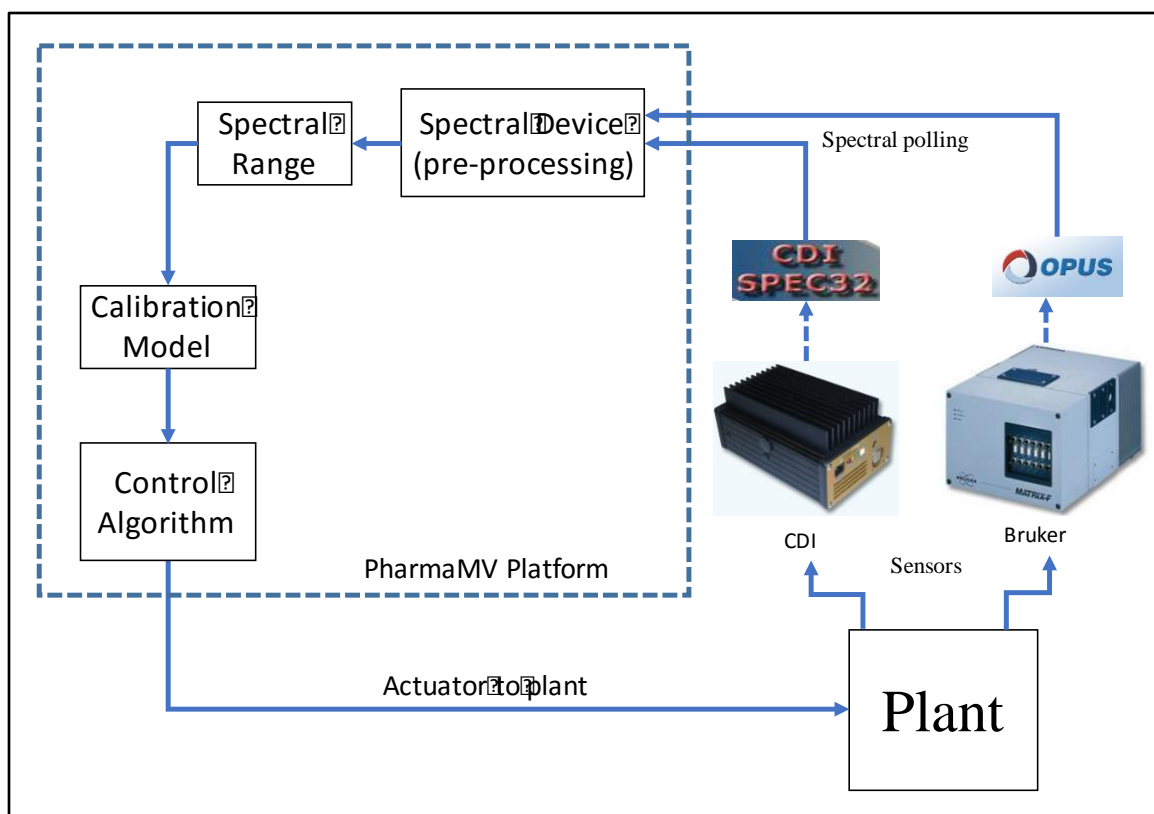 Spectral
Range
Spectral Device
(pre-processing)
Spectral polling
CDI
SPEC32
OPUS
Calibration
Model
Control
Algorithm
PharmaMV Platform
MATRIX-F
CDI
Bruker
Sensors
Actuator to plant
Plant